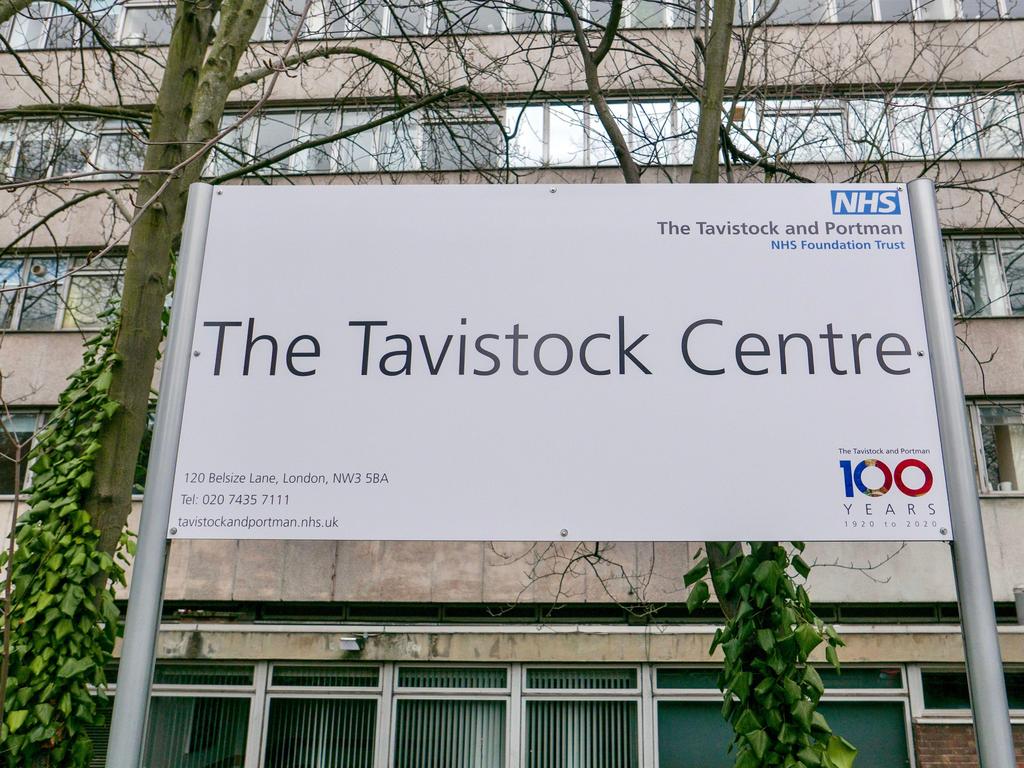 NHS
The Tavistock and Portman
NHS Foundation Trust
The Tavistock Centre
120 Belsize Lane, London, NW3 5BA
Tel: 020 7435 7111
tavistockandportman.nhs.uk
The Tavistock and Portman
100
YEARS
1920 to 2020